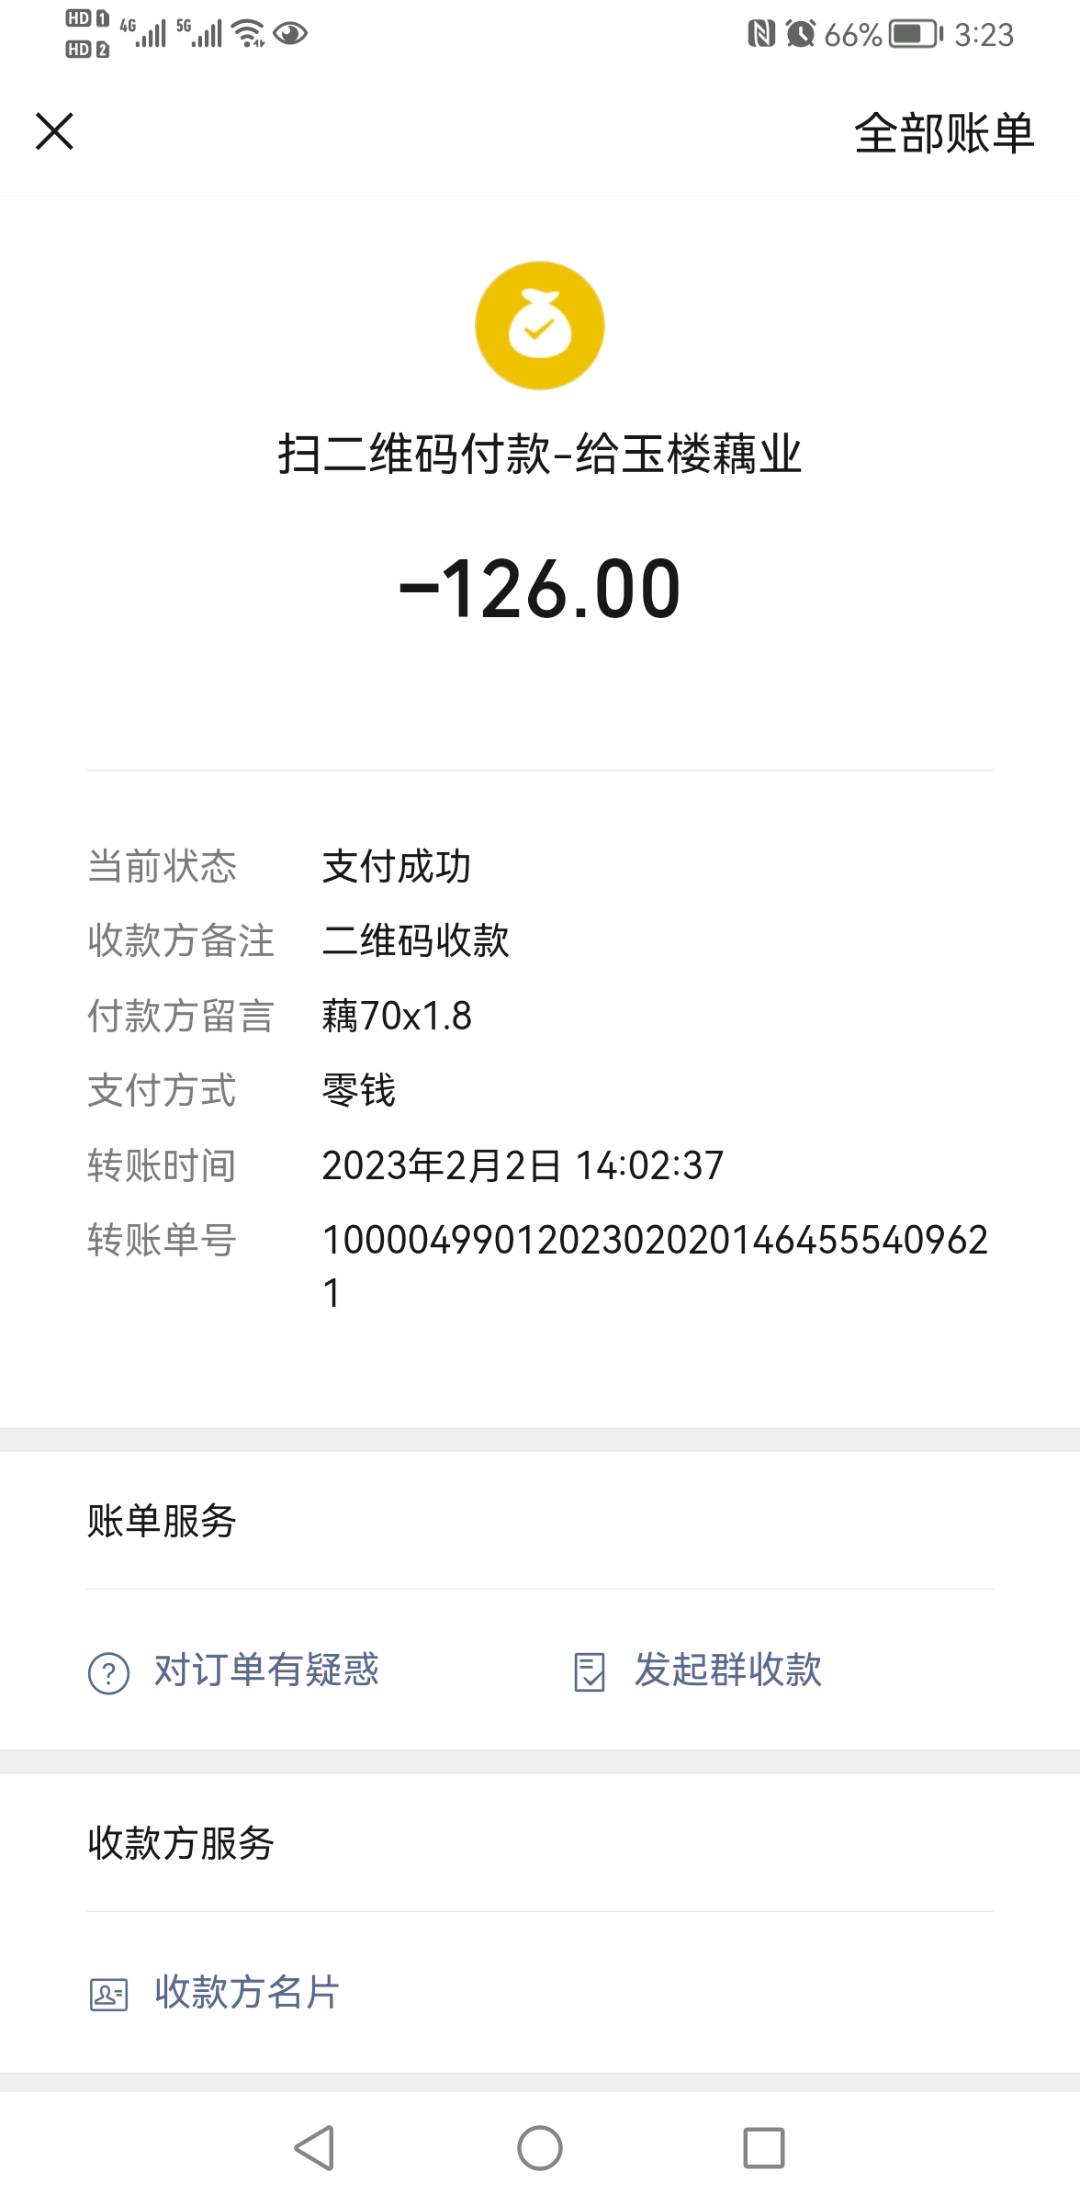 HD 1 4G 5G 66% 3:23
HD 2
全部账单
扫二维码付款-给玉楼藕业
-126.00
当前状态 支付成功
收款方备注 二维码收款
付款方留言 藕70x1.8
支付方式 零钱
转账时间 2023年2月2日 14:02:37
转账单号 100004990120230202014645554096​2
1
账单服务
? 对订单有疑惑 发起群收款
收款方服务
收款方名片